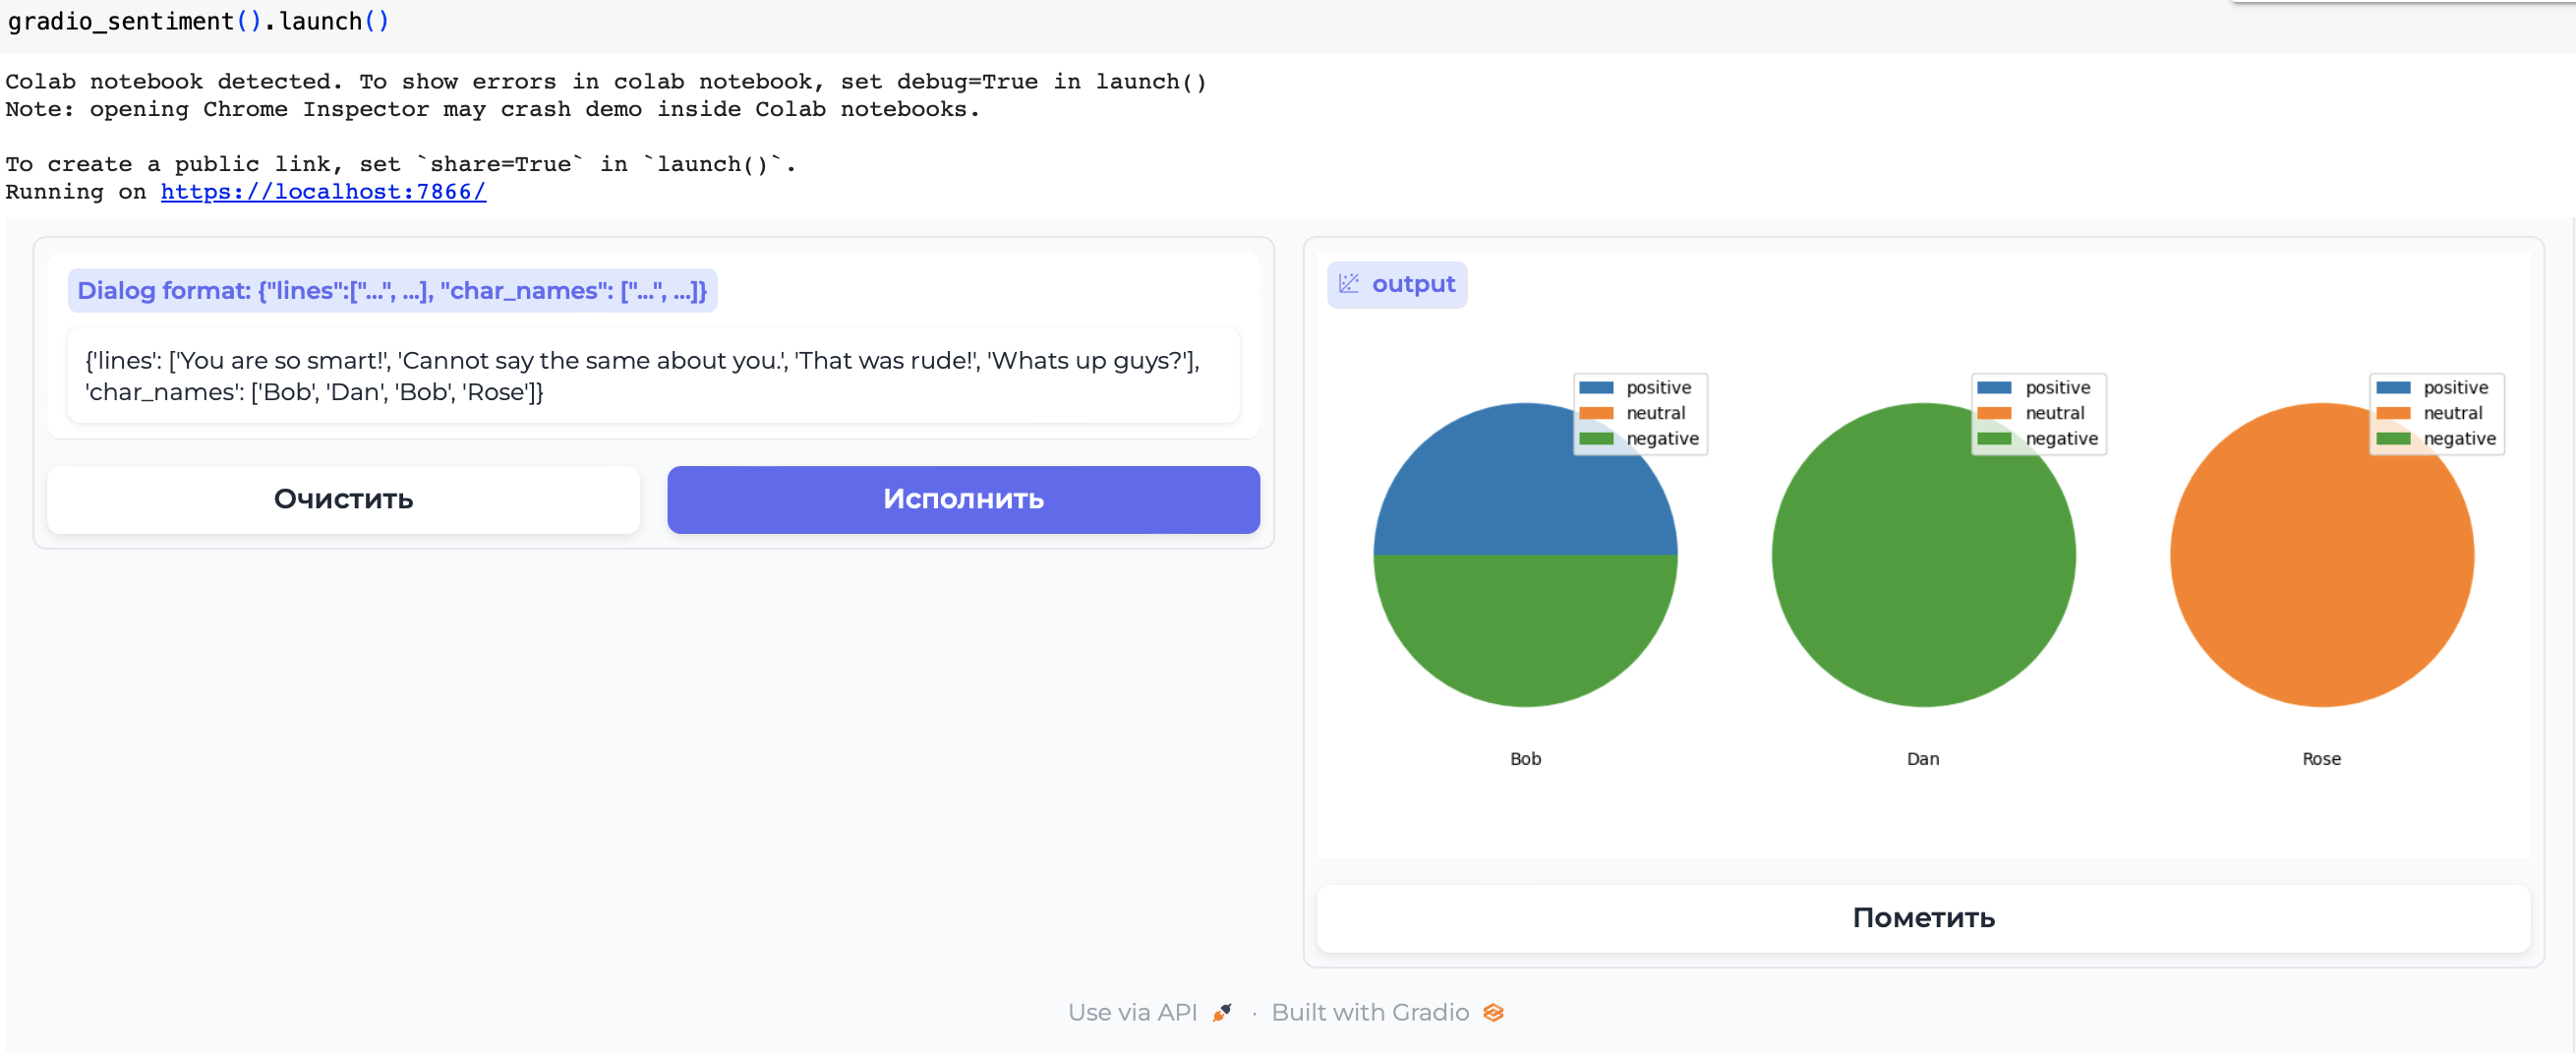 gradio_sentiment().launch()
Colab notebook detected. To show errors in colab notebook, set debug=True in launch()
Note: opening Chrome Inspector may crash demo inside Colab notebooks.
To create a public link, set `share=True` in `launch()`.
Running on https://localhost:7866/
Dialog format: {"lines":["...", ...], "char_names": ["...", ...]}
{'lines': ['You are so smart!', 'Cannot say the same about you.', 'That was rude!', 'Whats up guys?'],
'char_names': ['Bob', 'Dan', 'Bob', 'Rose']}
Очистить
Исполнить
output
positive
neutral
negative
Bob
positive
neutral
negative
Dan
positive
neutral
negative
Rose
Пометить
Use via API · Built with Gradio